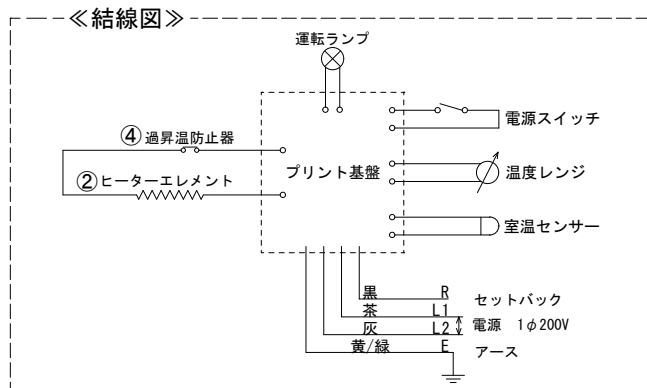 ≪結線図≫
運転ランプ
④ 過昇温防止器
② ヒーターエレメント
プリント基盤
電源スイッチ
温度レンジ
室温センサー
黒 R セットバック
茶 L1
電源 1φ200V
灰 L2
黄/緑 E アース